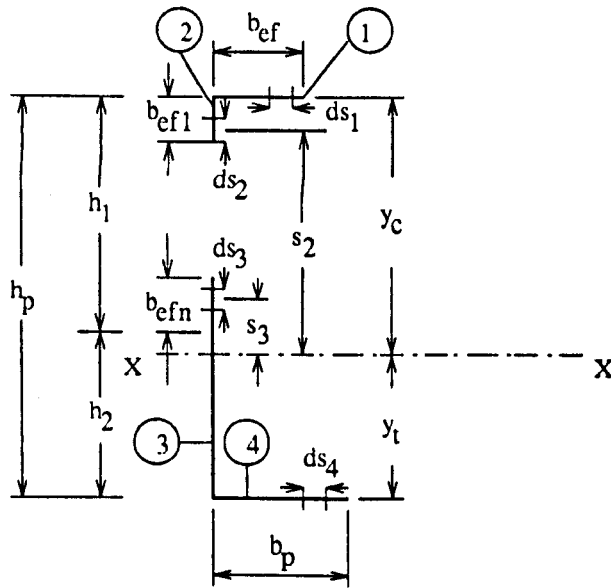 b_ef
2
1
b_ef1
ds_1
ds_2
h_1
s_2
y_c
ds_3
h_p
b_efn
s_3
X
X
h_2
y_t
3
4
ds_4
b_p